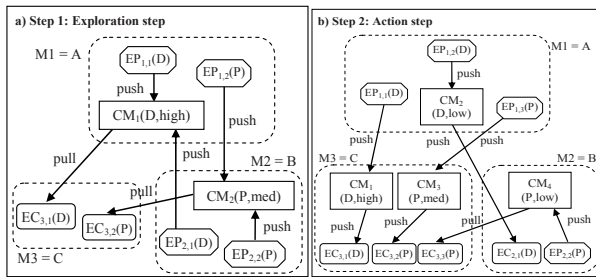 a) Step 1: Exploration step
M1 = A
EP1,1(D)
EP1,2(P)
push
push
CM1(D,high)
pull
push
push
M2 = B
pull
CM2(P,med)
EC3,1(D)
EC3,2(P)
push
M3 = C
EP2,1(D)
EP2,2(P)
b) Step 2: Action step
EP1,2(D)
M1 = A
push
EP1,1(D)
CM2
(D,low)
EP1,3(P)
push
push
push
M3 = C
M2 = B
CM1
(D,high)
CM3
(P,med)
CM4
(P,low)
pull
push
push
push
EC3,1(D)
EC3,2(P)
EC3,3(P)
EC2,1(D)
EP2,2(P)